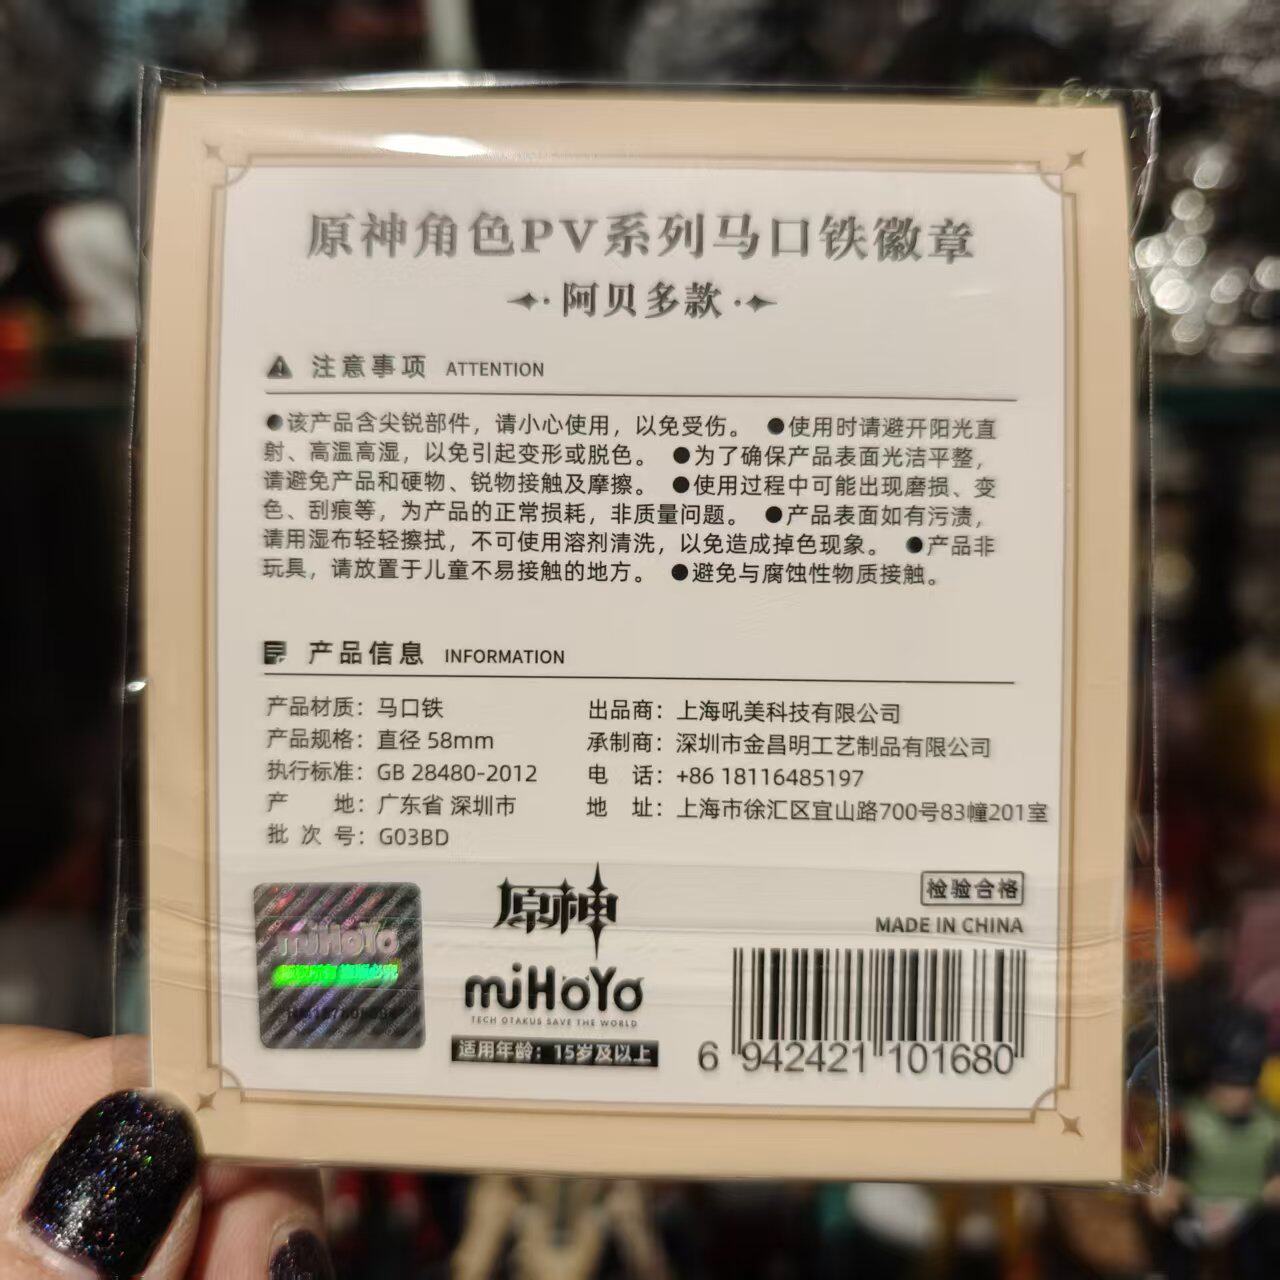 原神角色PV系列马口铁徽章
阿贝多款
注意事项 ATTENTION
●该产品含尖锐部件，请小心使用，以免受伤。 ●使用时请避开阳光直
射、高温高湿，以免引起变形或脱色。 ●为了确保产品表面光洁平整，
请避免产品和硬物、锐物接触及摩擦。 ●使用过程中可能出现磨损、变
色、刮痕等，为产品的正常损耗，非质量问题。 ●产品表面如有污渍，
请用湿布轻轻擦拭，不可使用溶剂清洗，以免造成掉色现象。 ●产品非
玩具，请放置于儿童不易接触的地方。 ●避免与腐蚀性物质接触。
产品信息 INFORMATION
产品材质：马口铁
产品规格：直径 58mm
执行标准：GB 28480-2012
产 地：广东省 深圳市
批 次 号：G03BD
出品商：上海吼美科技有限公司
承制商：深圳市金昌明工艺制品有限公司
电 话：+86 18116485197
地 址：上海市徐汇区宜山路700号83幢201室
miHoYo
版权所有
原神
miHoYo
TECH OTAKUS SAVE THE WORLD
适用年龄：15岁及以上
检验合格
MADE IN CHINA
6 942421 101680